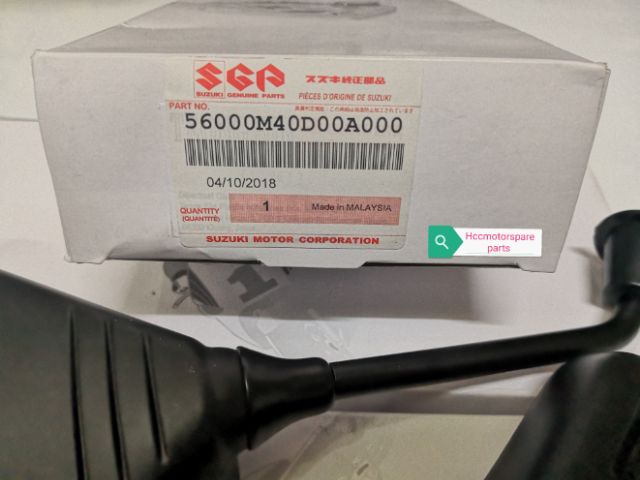 SGP
SUZUKI GENUINE PARTS
スズキ純正部品
PIÈCES D'ORIGINE DE SUZUKI
PART NO.
56000M40D00A000
04/10/2018
QUANTITY
(QUANTITÉ)
1
Made in MALAYSIA
SUZUKI MOTOR CORPORATION
Hccmotorspare
parts